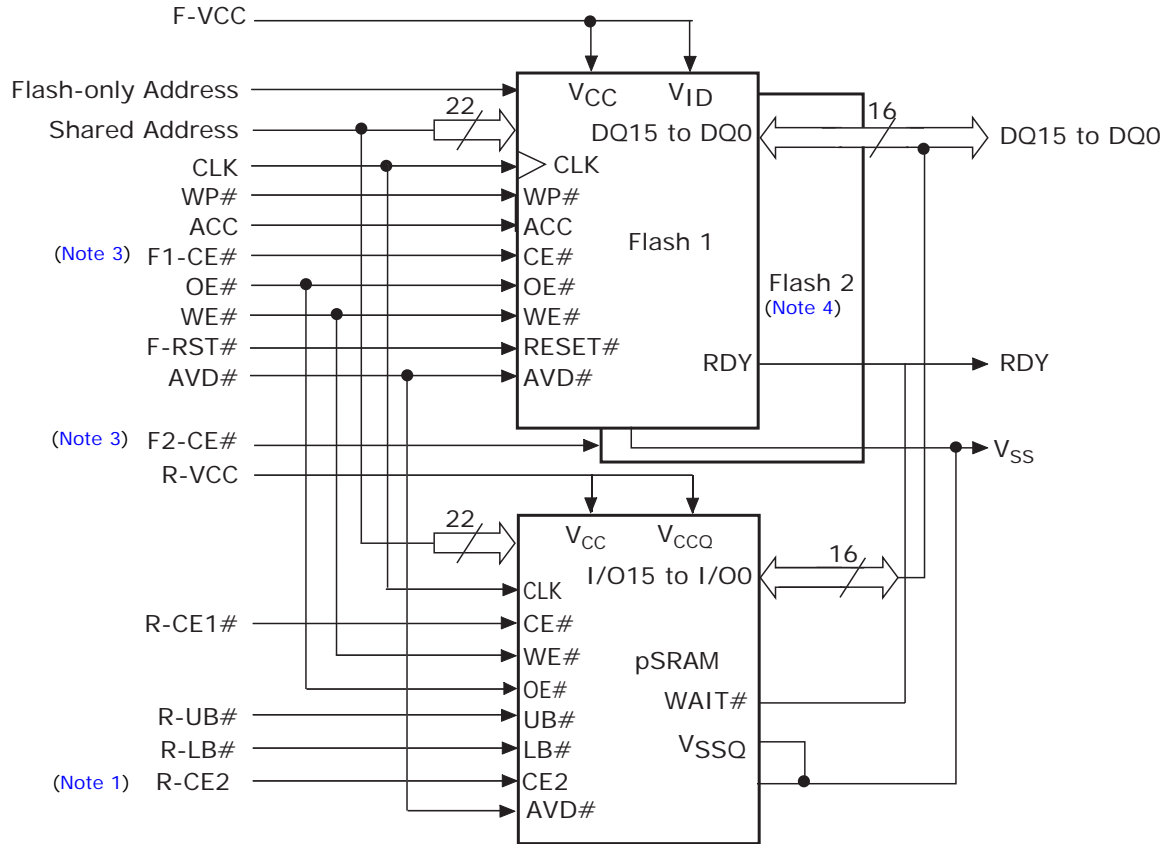 F-VCC
Flash-only Address
Shared Address
CLK
WP#
ACC
(Note 3) F1-CE#
OE#
WE#
F-RST#
AVD#
(Note 3) F2-CE#
R-VCC
R-CE1#
R-UB#
R-LB#
(Note 1) R-CE2
22
VCC VID
DQ15 to DQ0
CLK
WP#
ACC
CE#
OE#
WE#
RESET#
AVD#
Flash 1
RDY
Flash 2
(Note 4)
16
DQ15 to DQ0
RDY
VSS
22
VCC VCCQ
I/O15 to I/O0
CLK
CE#
WE#
OE#
UB#
LB#
CE2
AVD#
pSRAM
WAIT#
VSSQ
16